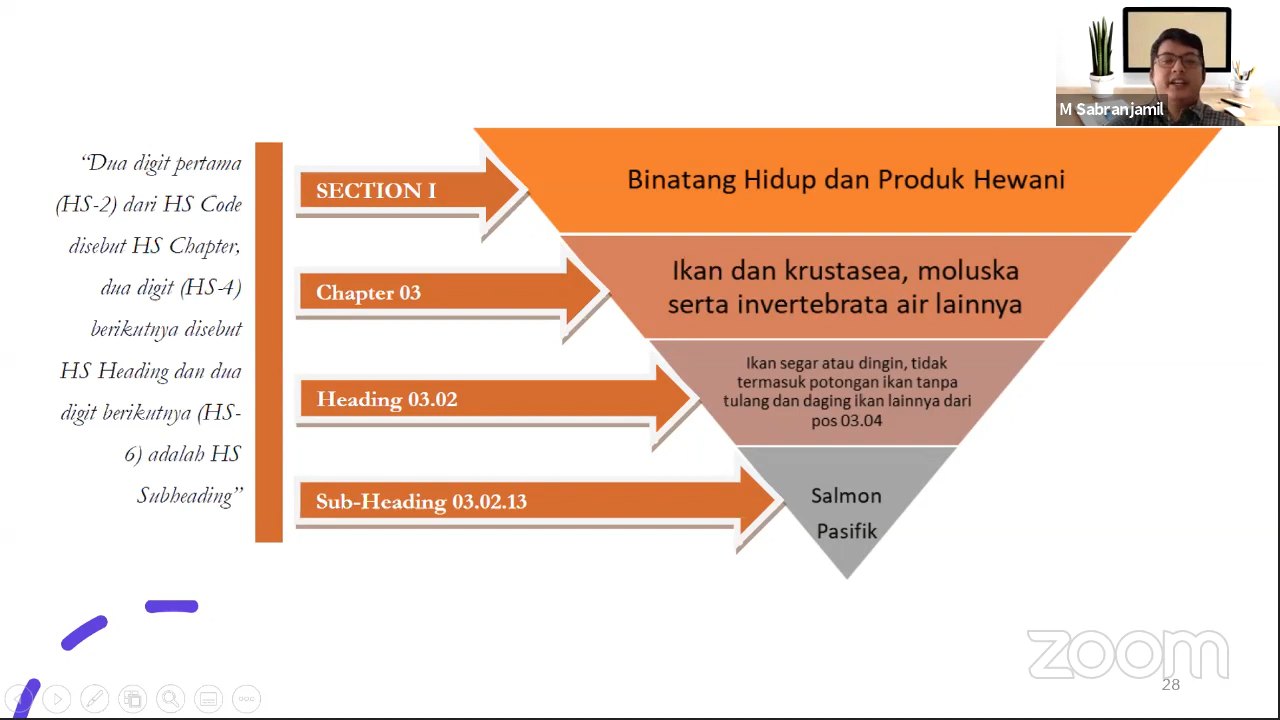 M Sabranjamil
“Dua digit pertama
(HS-2) dari HS Code
disebut HS Chapter,
dua digit (HS-4)
berikutnya disebut
HS Heading dan dua
digit berikutnya (HS-
6) adalah HS
Subheading”
SECTION I
Binatang Hidup dan Produk Hewani
Chapter 03
Ikan dan krustasea, moluska
serta invertebrata air lainnya
Heading 03.02
Ikan segar atau dingin, tidak
termasuk potongan ikan tanpa
tulang dan daging ikan lainnya dari
pos 03.04
Sub-Heading 03.02.13
Salmon
Pasifik
zoom
28